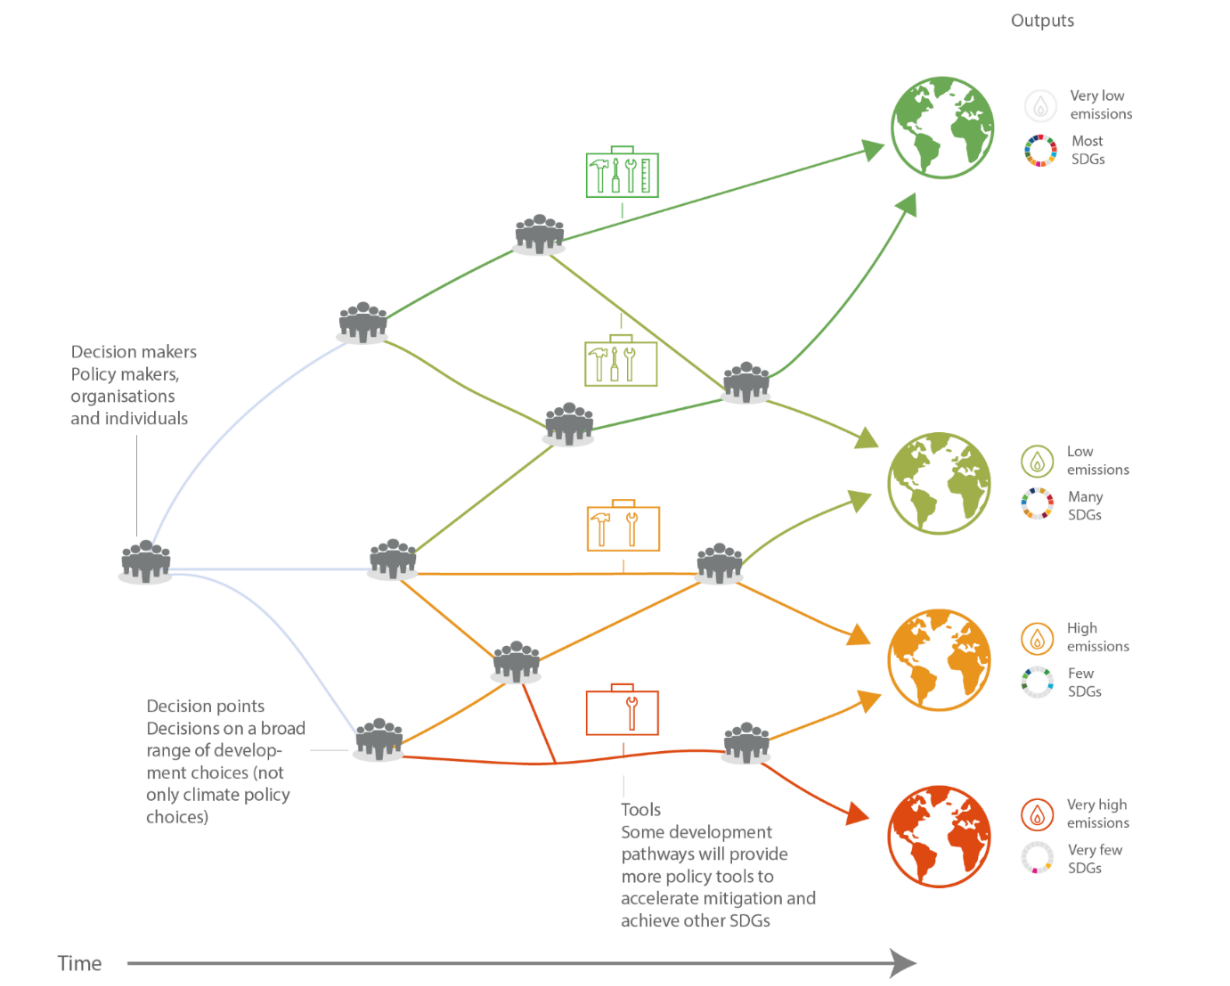 Outputs
Very low
emissions
Most
SDGs
Decision makers
Policy makers,
organisations
and individuals
Low
emissions
Many
SDGs
High
emissions
Few
SDGs
Decision points
Decisions on a broad
range of develop-
ment choices (not
only climate policy
choices)
Tools
Some development
pathways will provide
more policy tools to
accelerate mitigation and
achieve other SDGs
Very high
emissions
Very few
SDGs
Time